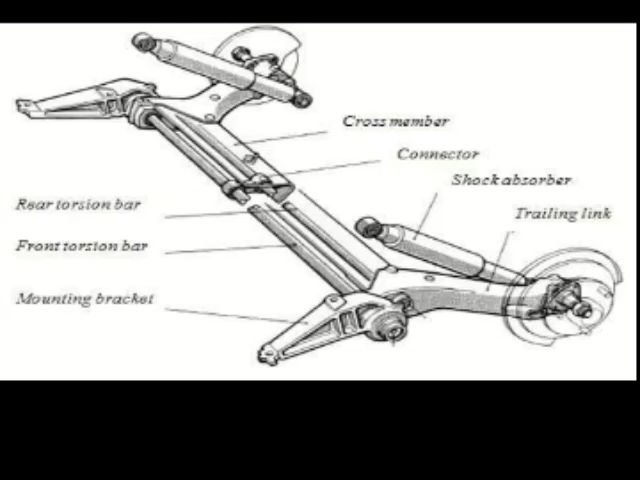 Cross member
Connector
Shock absorber
Rear torsion bar
Trailing link
Front torsion bar
Mounting bracket